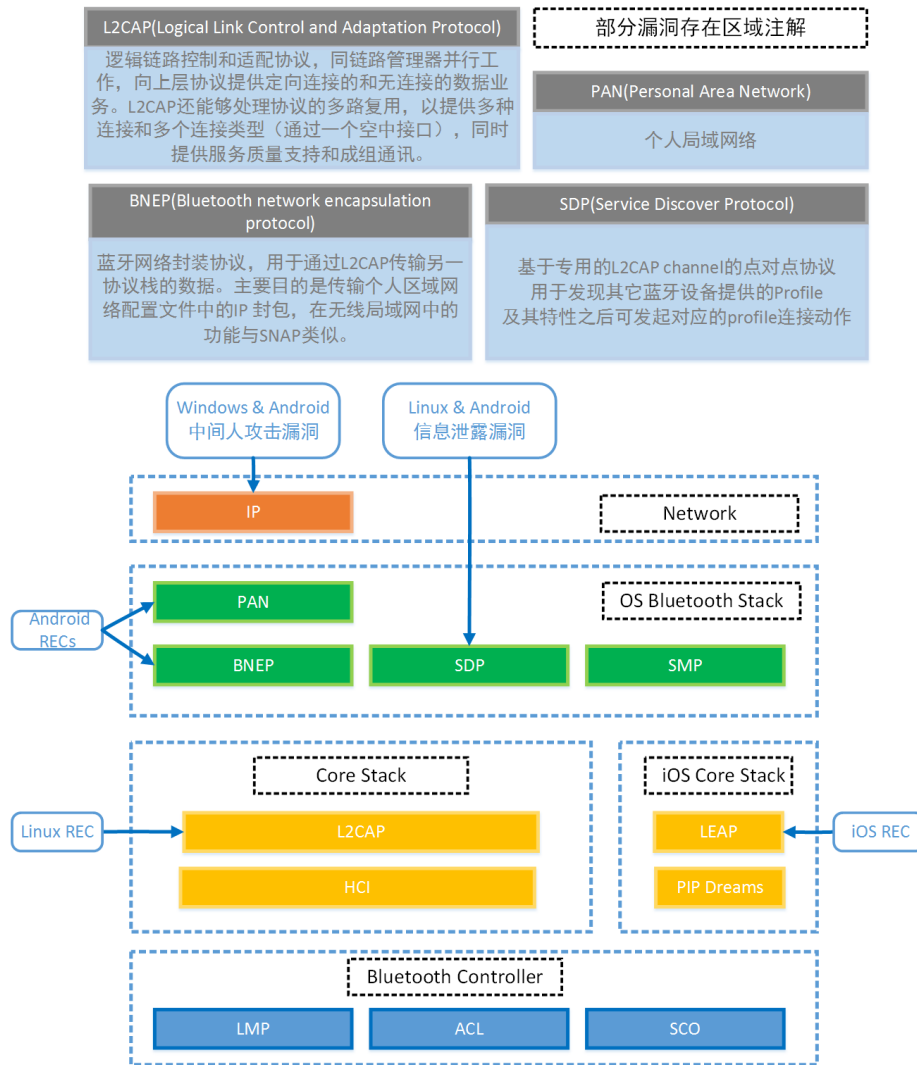 L2CAP(Logical Link Control and Adaptation Protocol)
逻辑链路控制和适配协议，同链路管理器并行工
作，向上层协议提供定向连接的和无连接的数据业
务。L2CAP还能够处理协议的多路复用，以提供多种
连接和多个连接类型（通过一个空中接口），同时
提供服务质量支持和成组通讯。
部分漏洞存在区域注解
PAN(Personal Area Network)
个人局域网络
BNEP(Bluetooth network encapsulation
protocol)
蓝牙网络封装协议，用于通过L2CAP传输另一
协议栈的数据。主要目的是传输个人区域网
络配置文件中的IP 封包，在无线局域网中的
功能与SNAP类似。
SDP(Service Discover Protocol)
基于专用的L2CAP channel的点对点协议
用于发现其它蓝牙设备提供的Profile
及其特性之后可发起对应的profile连接动作
Windows & Android
中间人攻击漏洞
Linux & Android
信息泄露漏洞
IP
Network
PAN
OS Bluetooth Stack
Android
RECs
BNEP
SDP
SMP
Core Stack
iOS Core Stack
Linux REC
L2CAP
LEAP
iOS REC
HCI
PIP Dreams
Bluetooth Controller
LMP
ACL
SCO